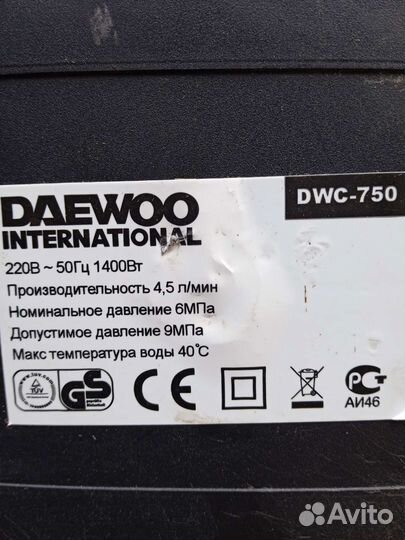 DAEWOO
INTERNATIONAL
DWC-750
220В ~ 50Гц 1400Вт
Производительность 4,5 л/мин
Номинальное давление 6МПа
Допустимое давление 9МПа
Макс температура воды 40°C
TÜV
GS
CE
АИ46
Avito